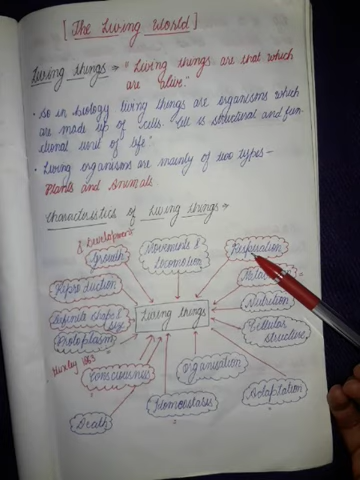 [ The Living World ]
Living things → " Living things are that which
are alive."
• So in biology living things are organisms which
are made up of cells. Cell is structural and fun-
tional unit of life."
• Living organisms are mainly of two types-
Plants and Animals
Characteristics of Living things →
& Development
Growth
Movements &
Locomotion
Respiration
Reproduction
Nutrition
Definite shape &
size
Living things
Protoplasm
Cellular
structure
Huxley
Consciousness
Organisation
Adaptation
Homeostasis
Death